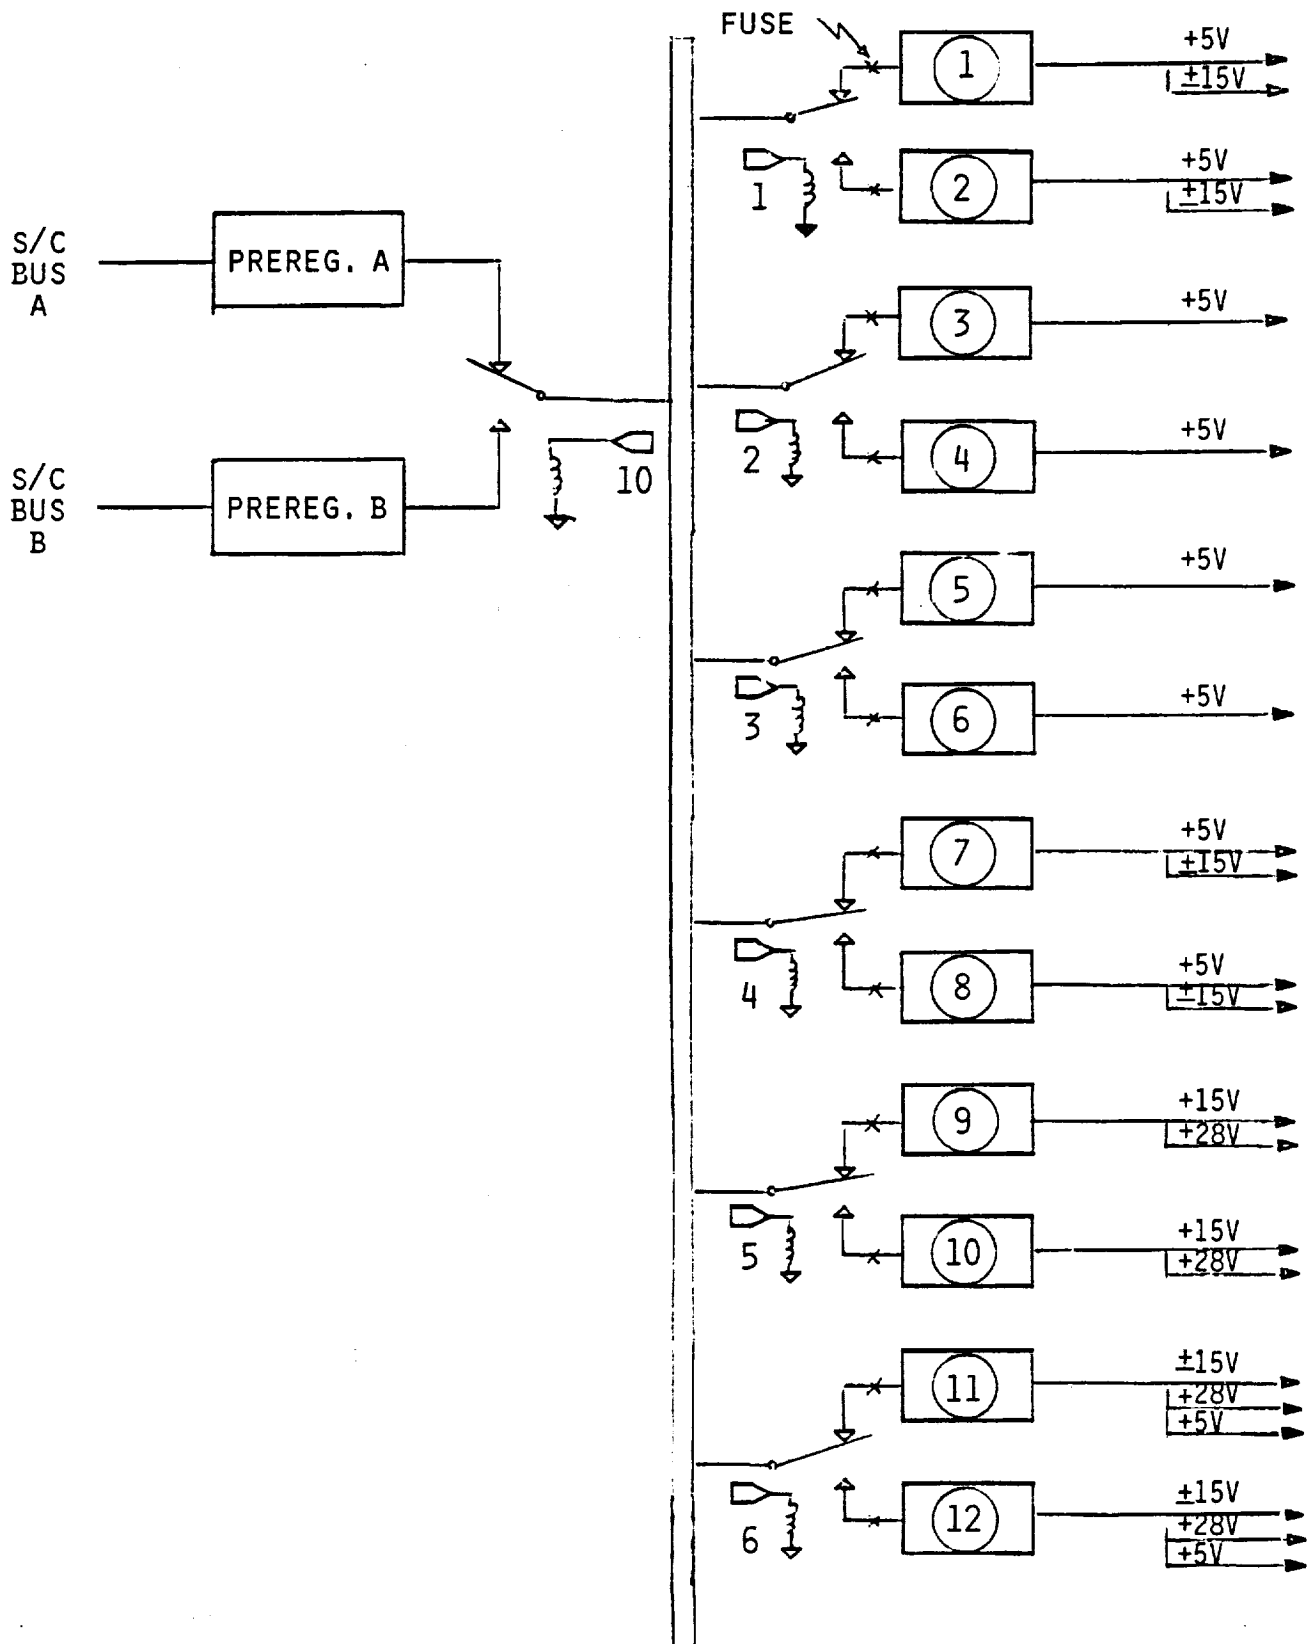 FUSE
1
+5V
±15V
1
2
+5V
±15V
S/C
BUS
A
PREREG. A
3
+5V
2
4
+5V
10
S/C
BUS
B
PREREG. B
5
+5V
3
6
+5V
7
+5V
±15V
4
8
+5V
±15V
9
+15V
+28V
5
10
+15V
+28V
11
±15V
+28V
+5V
6
12
±15V
+28V
+5V